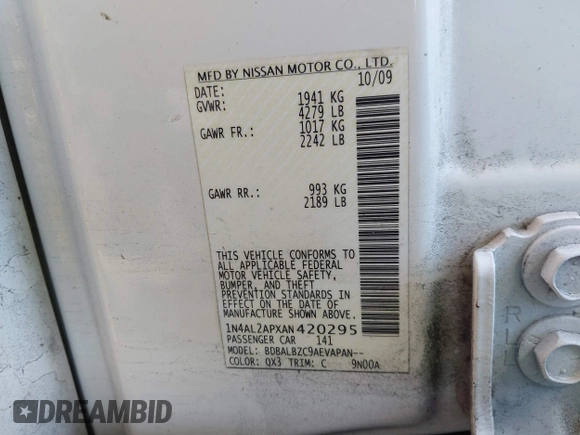 MFD BY NISSAN MOTOR CO., LTD.
DATE: 10/09
GVWR: 1941 KG
4279 LB
GAWR FR.: 1017 KG
2242 LB
GAWR RR.: 993 KG
2189 LB
THIS VEHICLE CONFORMS TO
ALL APPLICABLE FEDERAL
MOTOR VEHICLE SAFETY,
BUMPER, AND THEFT
PREVENTION STANDARDS IN
EFFECT ON THE DATE OF
MANUFACTURE SHOWN ABOVE.
1N4AL2APXAN420295
PASSENGER CAR 141
MODEL: BDBALBZC9AEVAPAN--
COLOR: QX3 TRIM: C 9N00A
DREAMBID